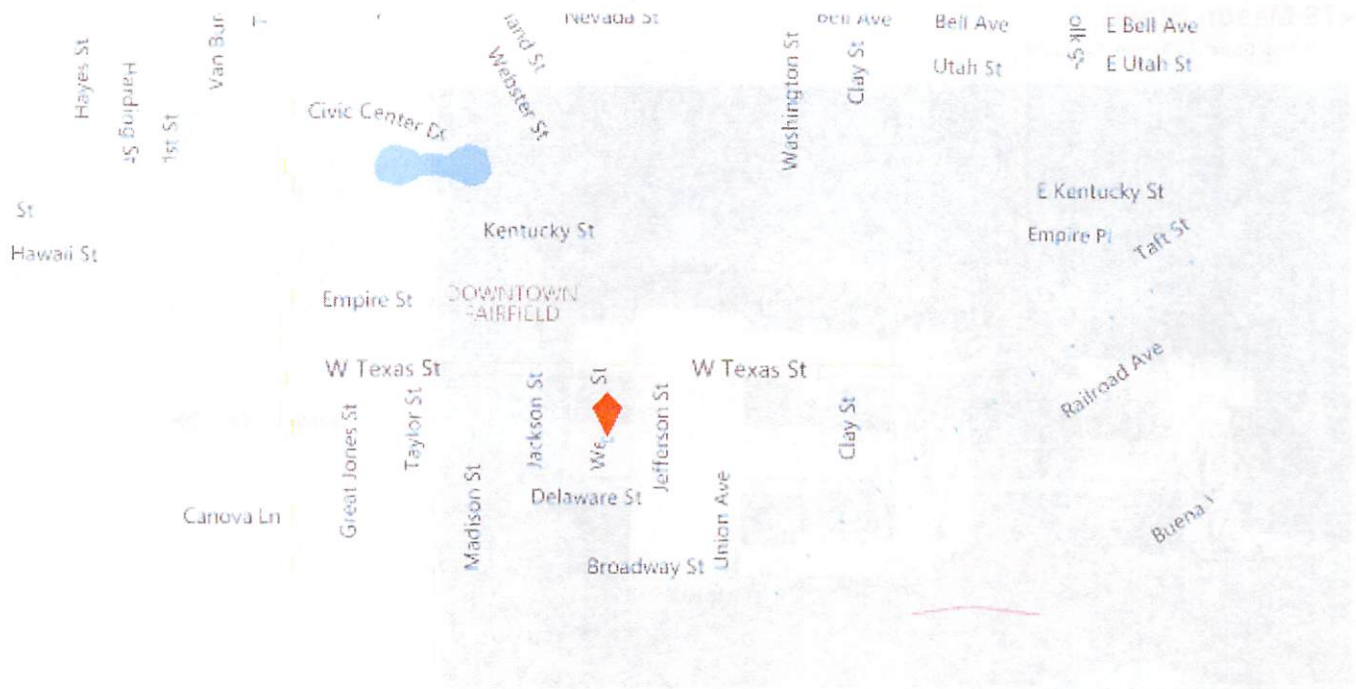 Nevada St
Bell Ave
Bell Ave
E Bell Ave
Hayes St
Harding St
1st St
Webster St
Washington St
Clay St
Utah St
E Utah St
Civic Center
St
Hawaii St
Kentucky St
E Kentucky St
Empire Pl
Taft St
Empire St
DOWNTOWN
FAIRFIELD
W Texas St
W Texas St
Railroad Ave
Great Jones St
Taylor St
Jackson St
St
Jefferson St
Clay St
Madison St
Delaware St
Union Ave
Canova Ln
Buena
Broadway St